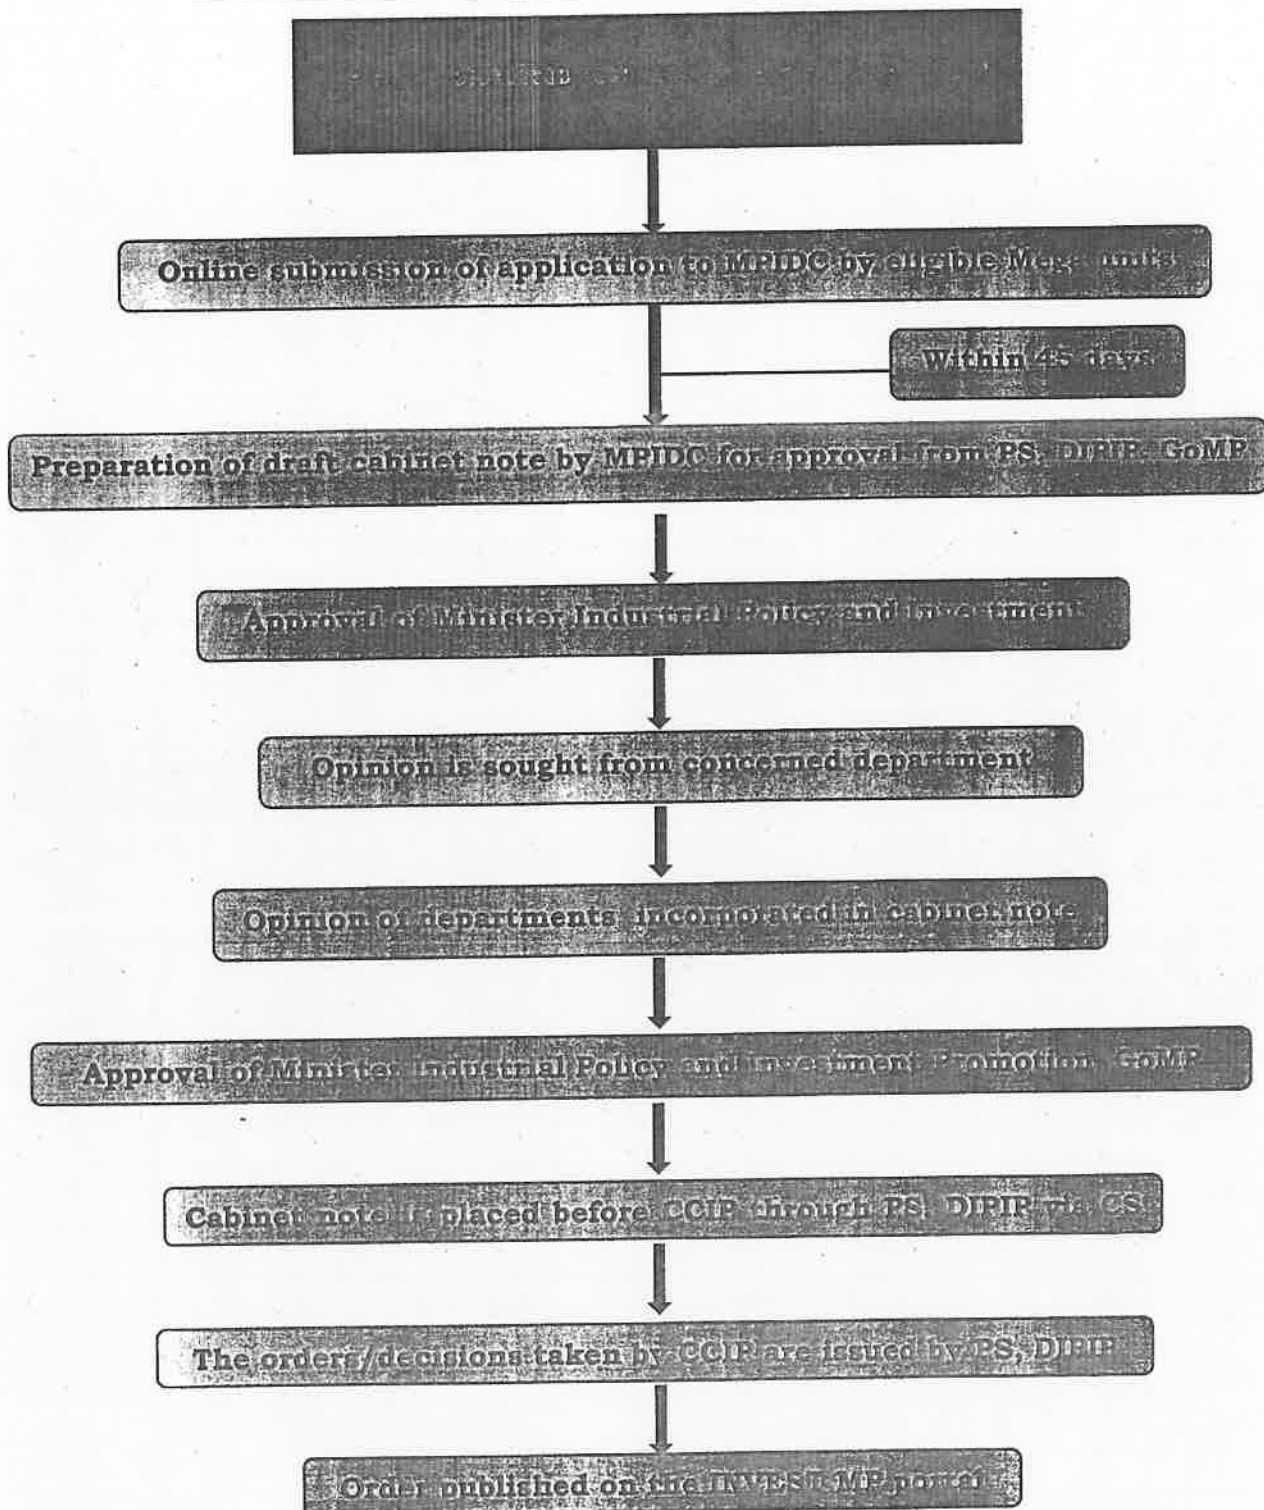 Online submission of application to MPIDC by eligible Mega units
Within 45 days
Preparation of draft cabinet note by MPIDC for approval from PS, DIPIP, GoMP
Approval of Minister Industrial Policy and Investment
Opinion is sought from concerned department
Opinion of departments incorporated in cabinet note
Approval of Minister Industrial Policy and Investment Promotion, GoMP
Cabinet note is placed before CCIP through PS, DIPIP via CS
The orders/decisions taken by CCIP are issued by PS, DIPIP
Order published on the INVEST MP portal